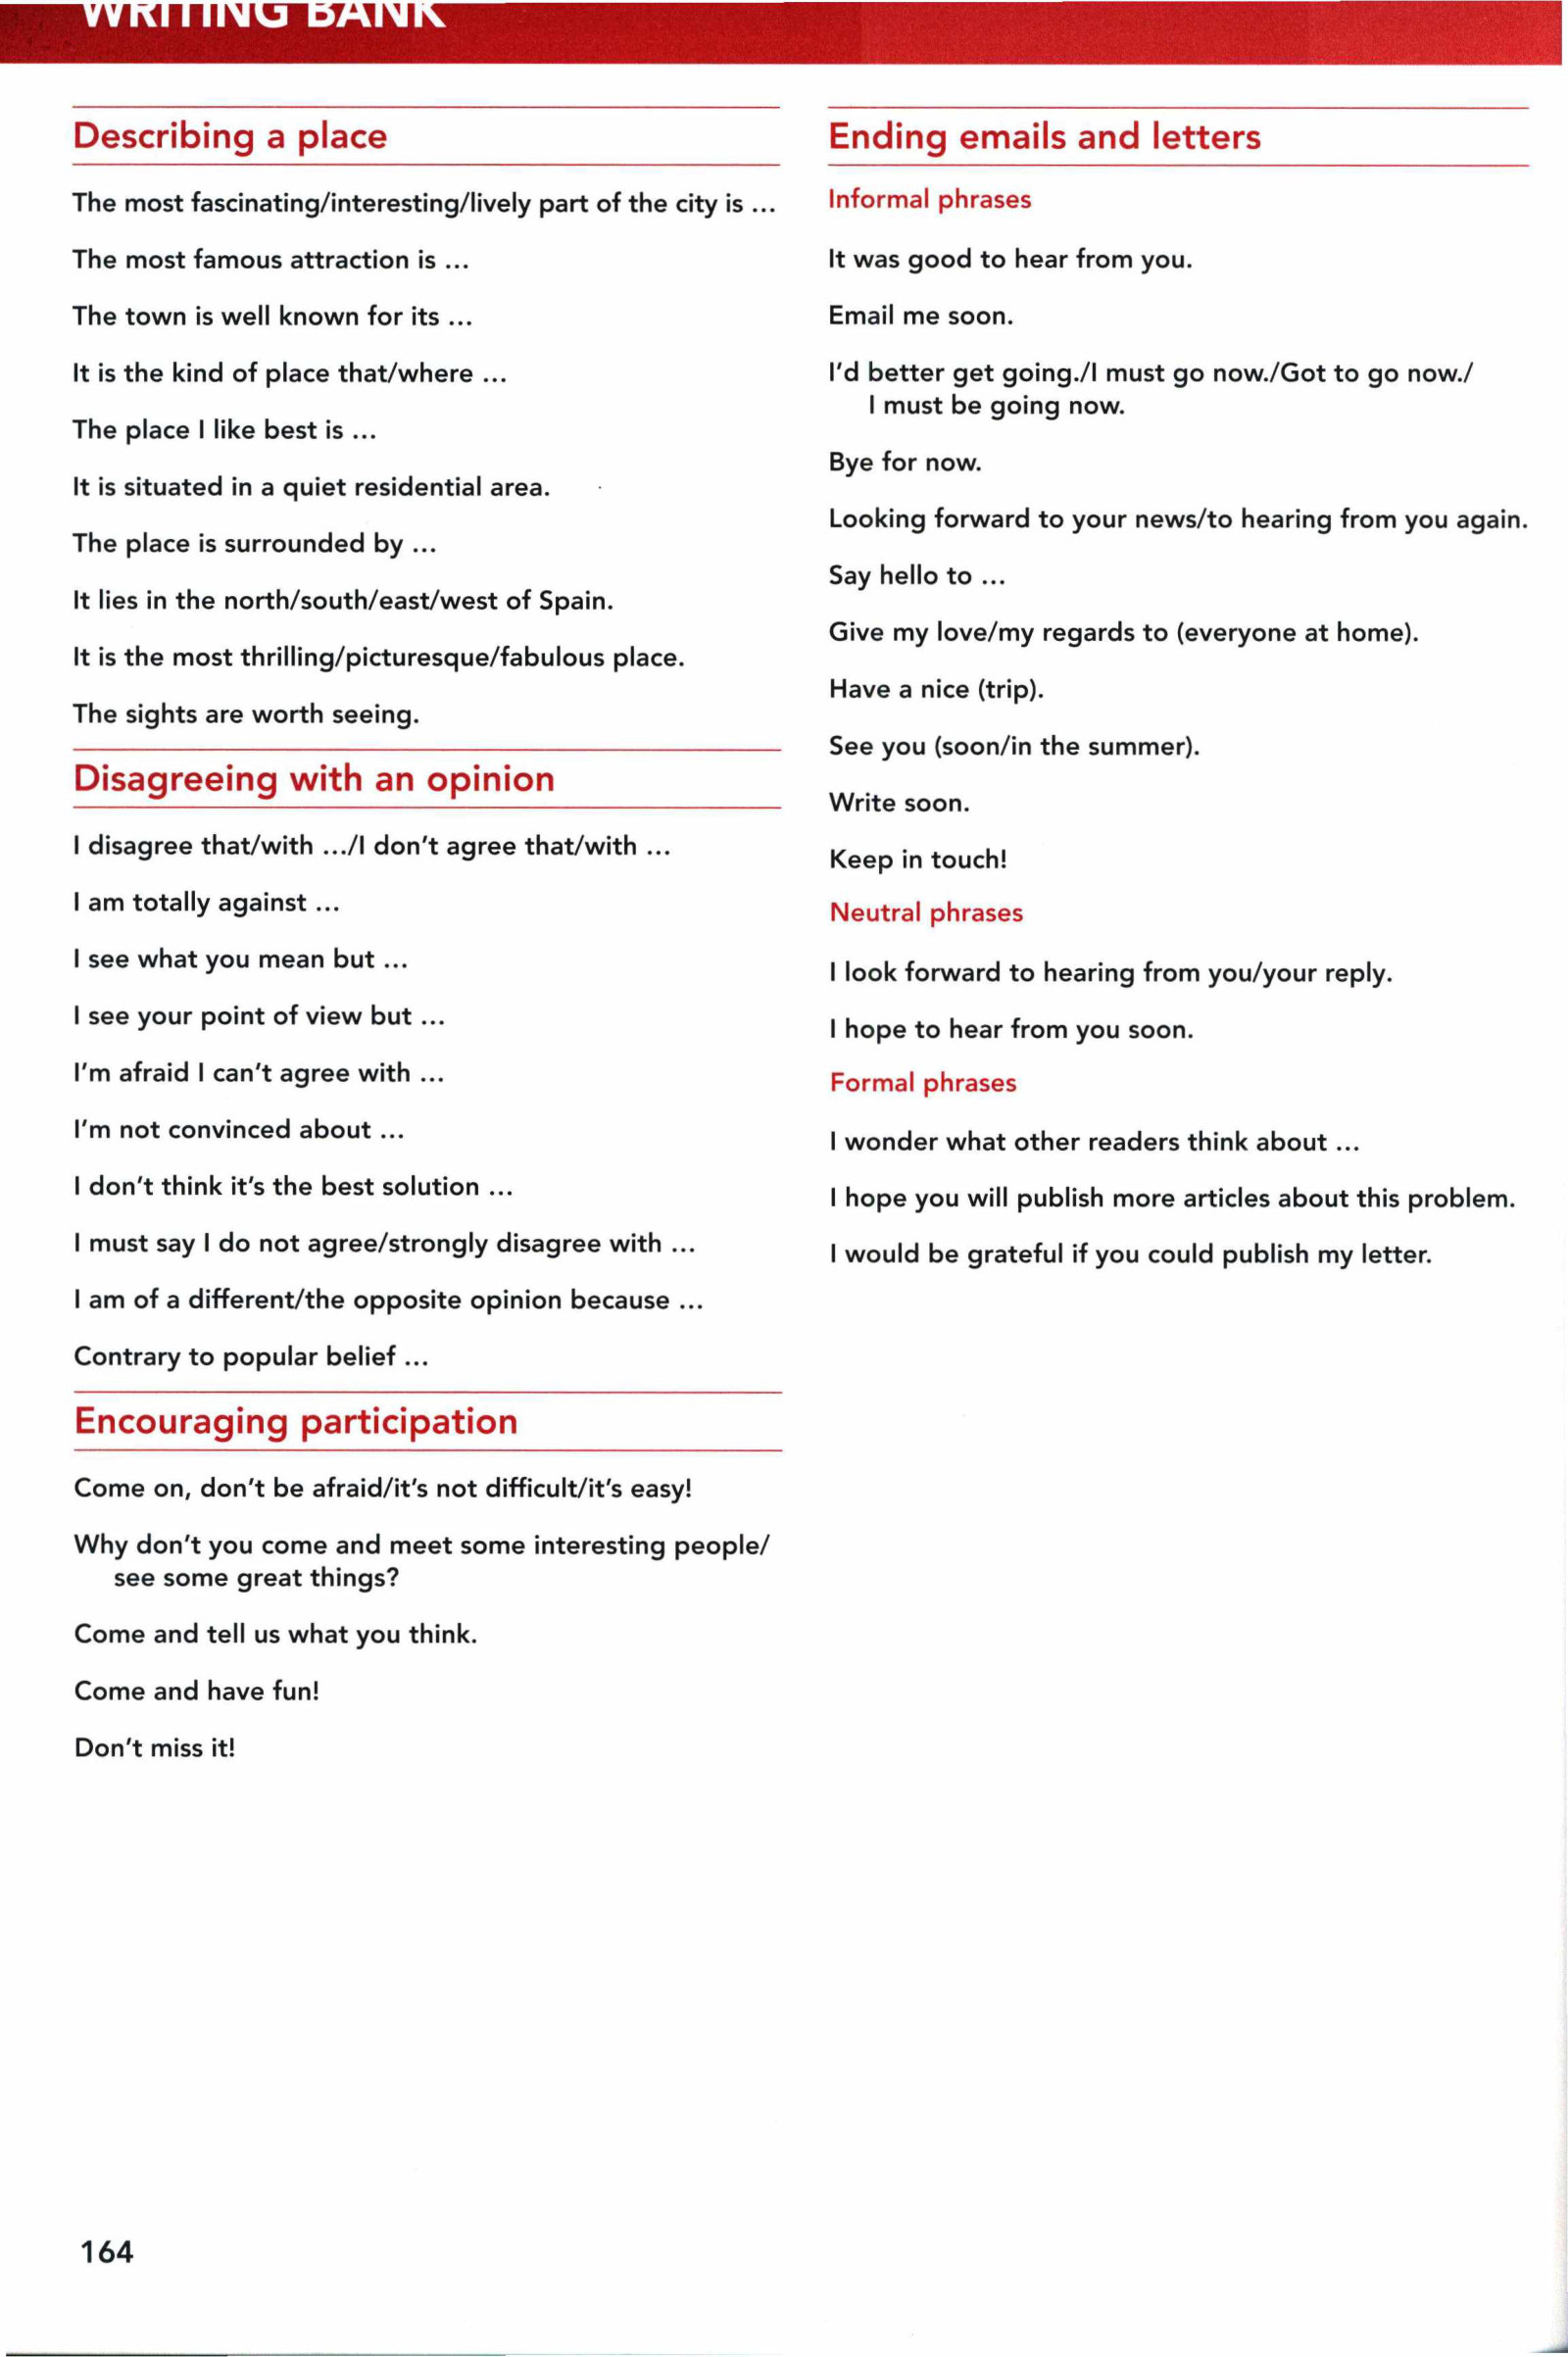 WRITING BANK
Describing a place
The most fascinating/interesting/lively part of the city is ...
The most famous attraction is ...
The town is well known for its ...
It is the kind of place that/where ...
The place I like best is ...
It is situated in a quiet residential area.
The place is surrounded by ...
It lies in the north/south/east/west of Spain.
It is the most thrilling/picturesque/fabulous place.
The sights are worth seeing.
Disagreeing with an opinion
I disagree that/with .../I don't agree that/with ...
I am totally against ...
I see what you mean but ...
I see your point of view but ...
I'm afraid I can't agree with ...
I'm not convinced about ...
I don't think it's the best solution ...
I must say I do not agree/strongly disagree with ...
I am of a different/the opposite opinion because ...
Contrary to popular belief ...
Encouraging participation
Come on, don't be afraid/it's not difficult/it's easy!
Why don't you come and meet some interesting people/
see some great things?
Come and tell us what you think.
Come and have fun!
Don't miss it!
Ending emails and letters
Informal phrases
It was good to hear from you.
Email me soon.
I'd better get going./I must go now./Got to go now./
I must be going now.
Bye for now.
Looking forward to your news/to hearing from you again.
Say hello to ...
Give my love/my regards to (everyone at home).
Have a nice (trip).
See you (soon/in the summer).
Write soon.
Keep in touch!
Neutral phrases
I look forward to hearing from you/your reply.
I hope to hear from you soon.
Formal phrases
I wonder what other readers think about ...
I hope you will publish more articles about this problem.
I would be grateful if you could publish my letter.
164